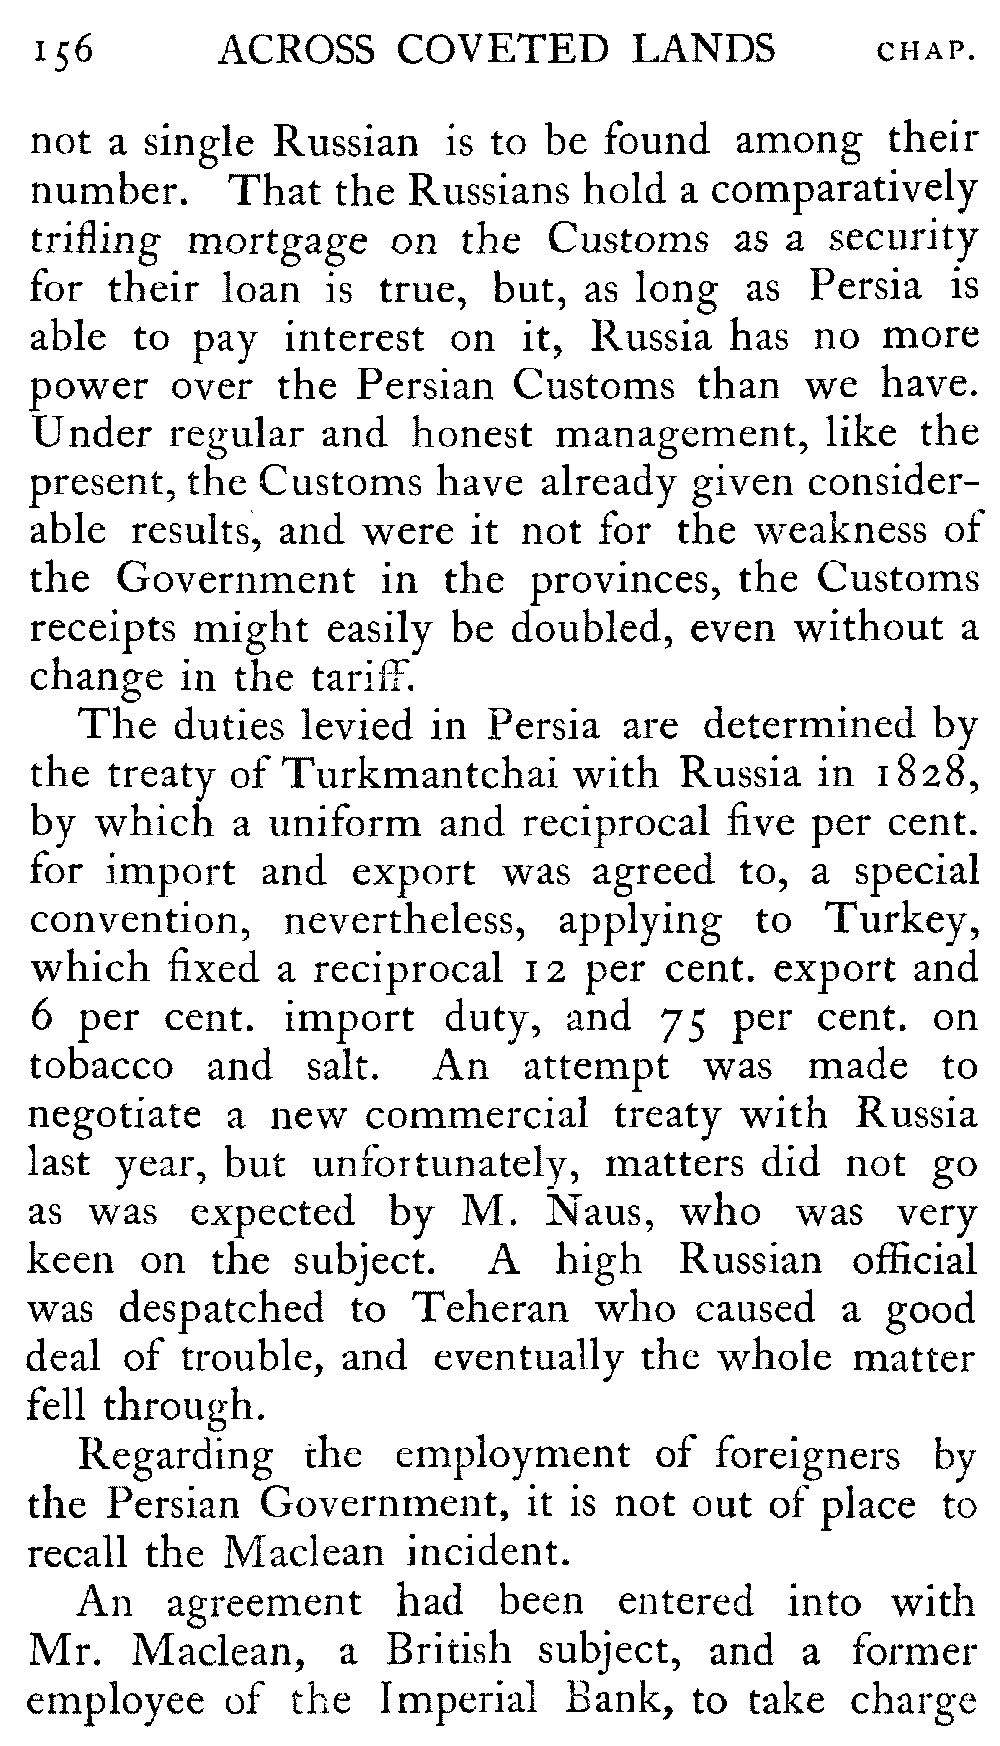 156 ACROSS COVETED LANDS CHAP.
not a single Russian is to be found among their
number. That the Russians hold a comparatively
trifling mortgage on the Customs as a security
for their loan is true, but, as long as Persia is
able to pay interest on it, Russia has no more
power over the Persian Customs than we have.
Under regular and honest management, like the
present, the Customs have already given consider-
able results, and were it not for the weakness of
the Government in the provinces, the Customs
receipts might easily be doubled, even without a
change in the tariff.
The duties levied in Persia are determined by
the treaty of Turkmantchai with Russia in 1828,
by which a uniform and reciprocal five per cent.
for import and export was agreed to, a special
convention, nevertheless, applying to Turkey,
which fixed a reciprocal 12 per cent. export and
6 per cent. import duty, and 75 per cent. on
tobacco and salt. An attempt was made to
negotiate a new commercial treaty with Russia
last year, but unfortunately, matters did not go
as was expected by M. Naus, who was very
keen on the subject. A high Russian official
was despatched to Teheran who caused a good
deal of trouble, and eventually the whole matter
fell through.
Regarding the employment of foreigners by
the Persian Government, it is not out of place to
recall the Maclean incident.
An agreement had been entered into with
Mr. Maclean, a British subject, and a former
employee of the Imperial Bank, to take charge